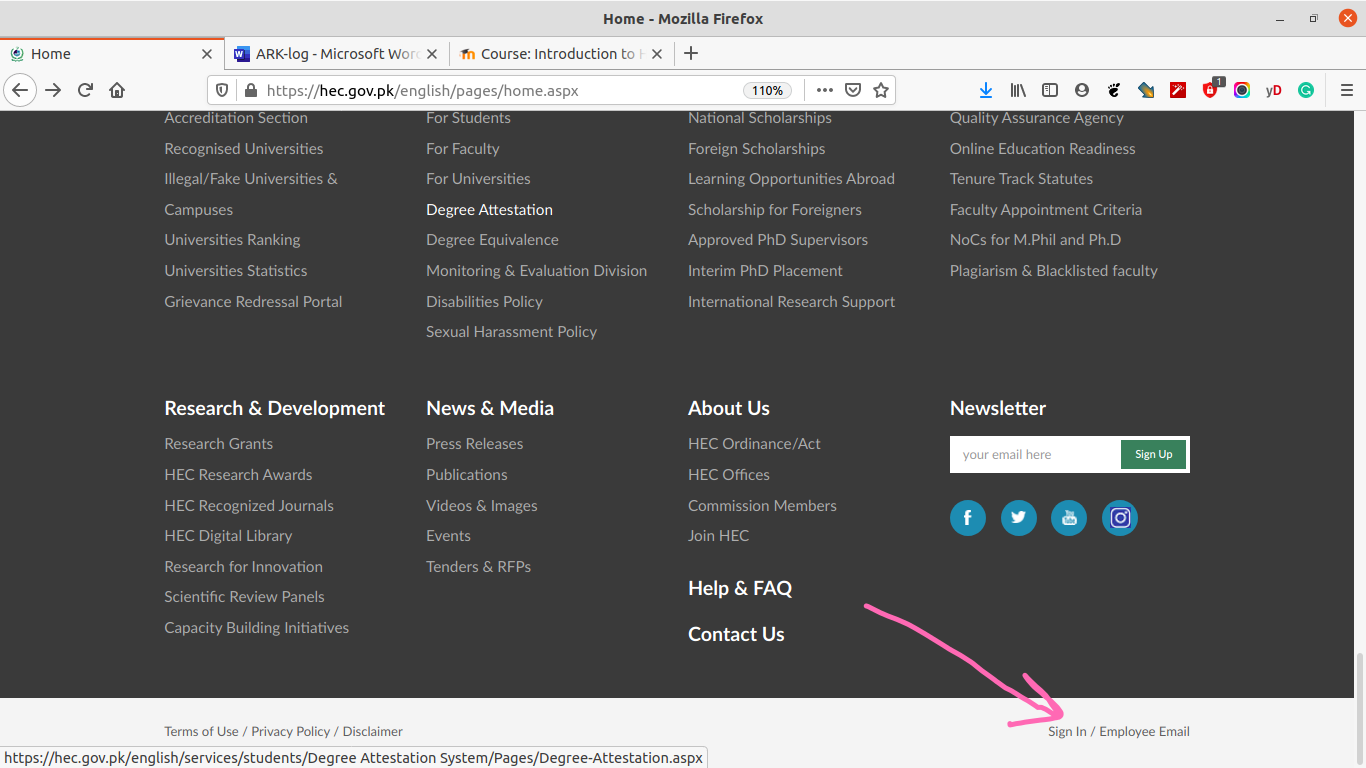 Home - Mozilla Firefox
Home
ARK-log - Microsoft Word
Course: Introduction to
https://hec.gov.pk/english/pages/home.aspx
110%
1
yD
Accreditation Section
Recognised Universities
Illegal/Fake Universities &
Campuses
Universities Ranking
Universities Statistics
Grievance Redressal Portal
For Students
For Faculty
For Universities
Degree Attestation
Degree Equivalence
Monitoring & Evaluation Division
Disabilities Policy
Sexual Harassment Policy
National Scholarships
Foreign Scholarships
Learning Opportunities Abroad
Scholarship for Foreigners
Approved PhD Supervisors
Interim PhD Placement
International Research Support
Quality Assurance Agency
Online Education Readiness
Tenure Track Statutes
Faculty Appointment Criteria
NoCs for M.Phil and Ph.D
Plagiarism & Blacklisted faculty
Research & Development
Research Grants
HEC Research Awards
HEC Recognized Journals
HEC Digital Library
Research for Innovation
Scientific Review Panels
Capacity Building Initiatives
News & Media
Press Releases
Publications
Videos & Images
Events
Tenders & RFPs
About Us
HEC Ordinance/Act
HEC Offices
Commission Members
Join HEC
Help & FAQ
Contact Us
Newsletter
your email here
Sign Up
Terms of Use / Privacy Policy / Disclaimer
Sign In / Employee Email
https://hec.gov.pk/english/services/students/Degree Attestation System/Pages/Degree-Attestation.aspx